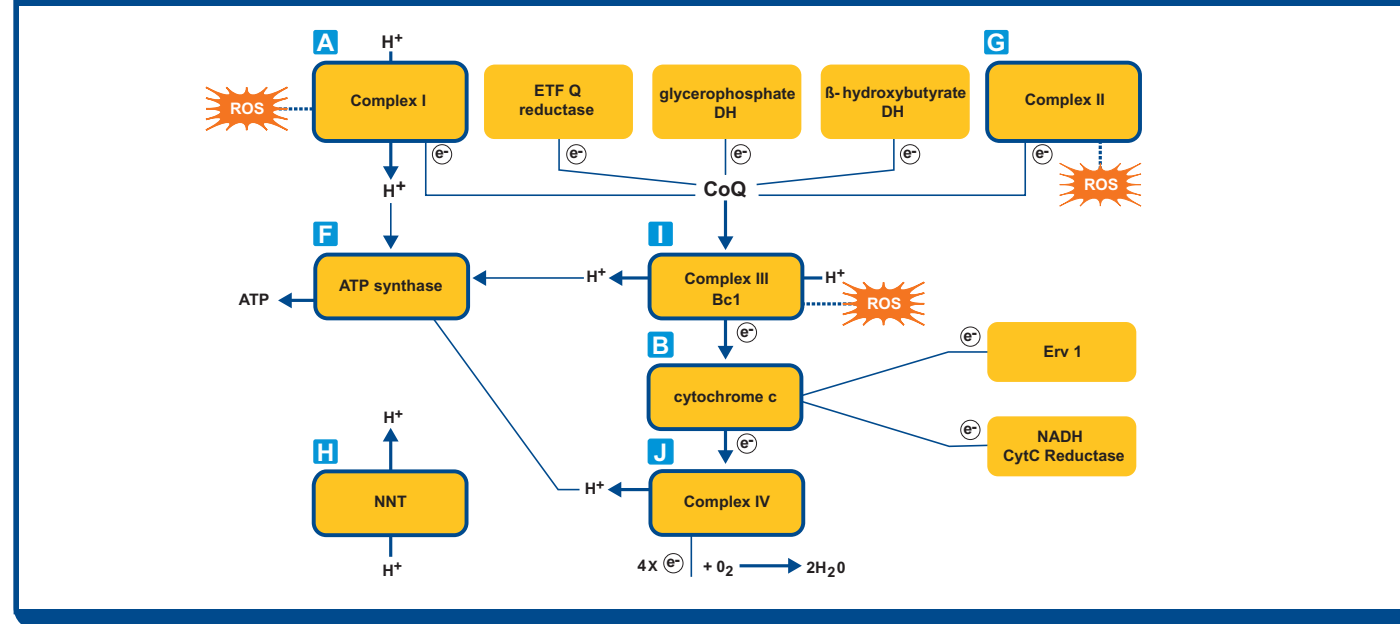 A
H+
G
Complex I
ETF Q
reductase
glycerophosphate
DH
ß- hydroxybutyrate
DH
Complex II
ROS
e-
e-
e-
e-
e-
ROS
H+
CoQ
F
I
ATP synthase
H+
Complex III
Bc1
H+
ATP
ROS
e-
e-
Erv 1
B
cytochrome c
H+
e-
e-
NADH
CytC Reductase
H
J
NNT
H+
Complex IV
H+
4x e- + 02 2H20